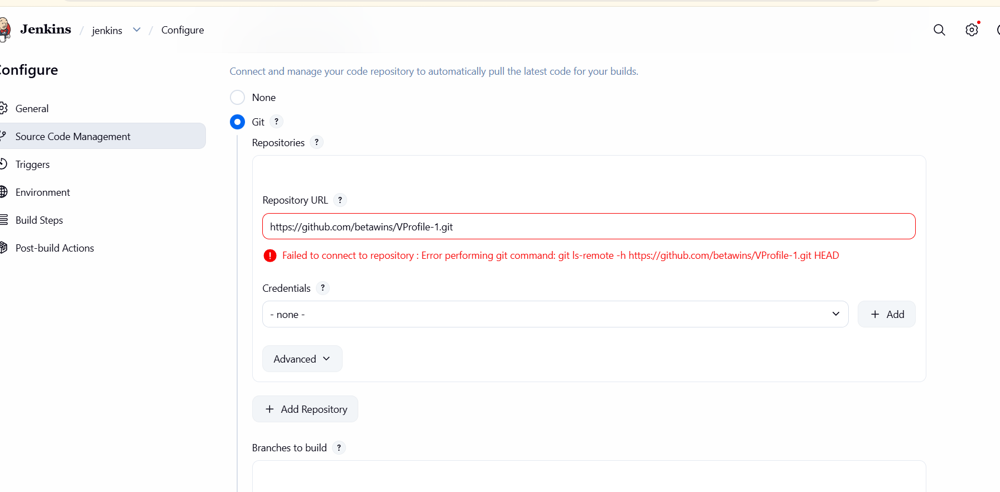 Jenkins / jenkins / Configure
Configure
General
Source Code Management
Triggers
Environment
Build Steps
Post-build Actions
Connect and manage your code repository to automatically pull the latest code for your builds.
None
Git ?
Repositories ?
Repository URL ?
https://github.com/betawins/VProfile-1.git
Failed to connect to repository : Error performing git command: git ls-remote -h https://github.com/betawins/VProfile-1.git HEAD
Credentials ?
- none -
+ Add
Advanced
+ Add Repository
Branches to build ?